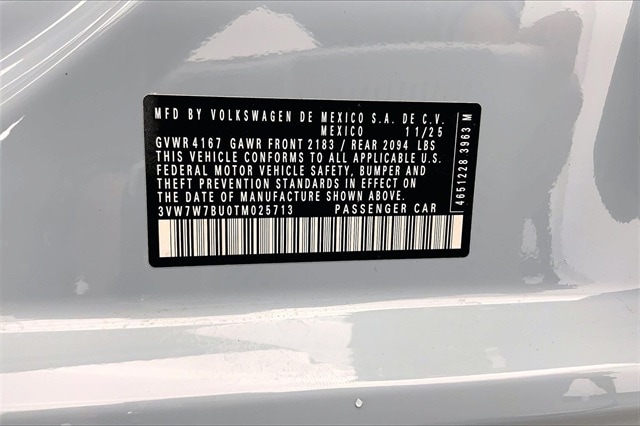 MFD BY VOLKSWAGEN DE MEXICO S.A. DE C.V.
MEXICO 11/25
GVWR 4167 GAWR FRONT 2183 / REAR 2094 LBS
THIS VEHICLE CONFORMS TO ALL APPLICABLE U.S.
FEDERAL MOTOR VEHICLE SAFETY, BUMPER AND
THEFT PREVENTION STANDARDS IN EFFECT ON
THE DATE OF MANUFACTURE SHOWN ABOVE.
3VW7W7BU0TM025713 PASSENGER CAR
4651228 3963 M